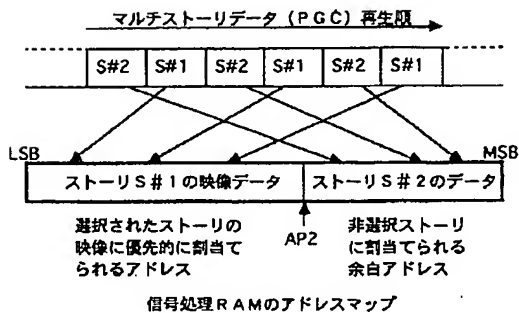 マルチストーリデータ（PGC）再生順
S#2 S#1 S#2 S#1 S#2 S#1
LSB MSB
ストーリS#1の映像データ ストーリS#2のデータ
選択されたストーリの
映像に優先的に割当て
られるアドレス
AP2
非選択ストーリ
に割当てられる
余白アドレス
信号処理RAMのアドレスマップ